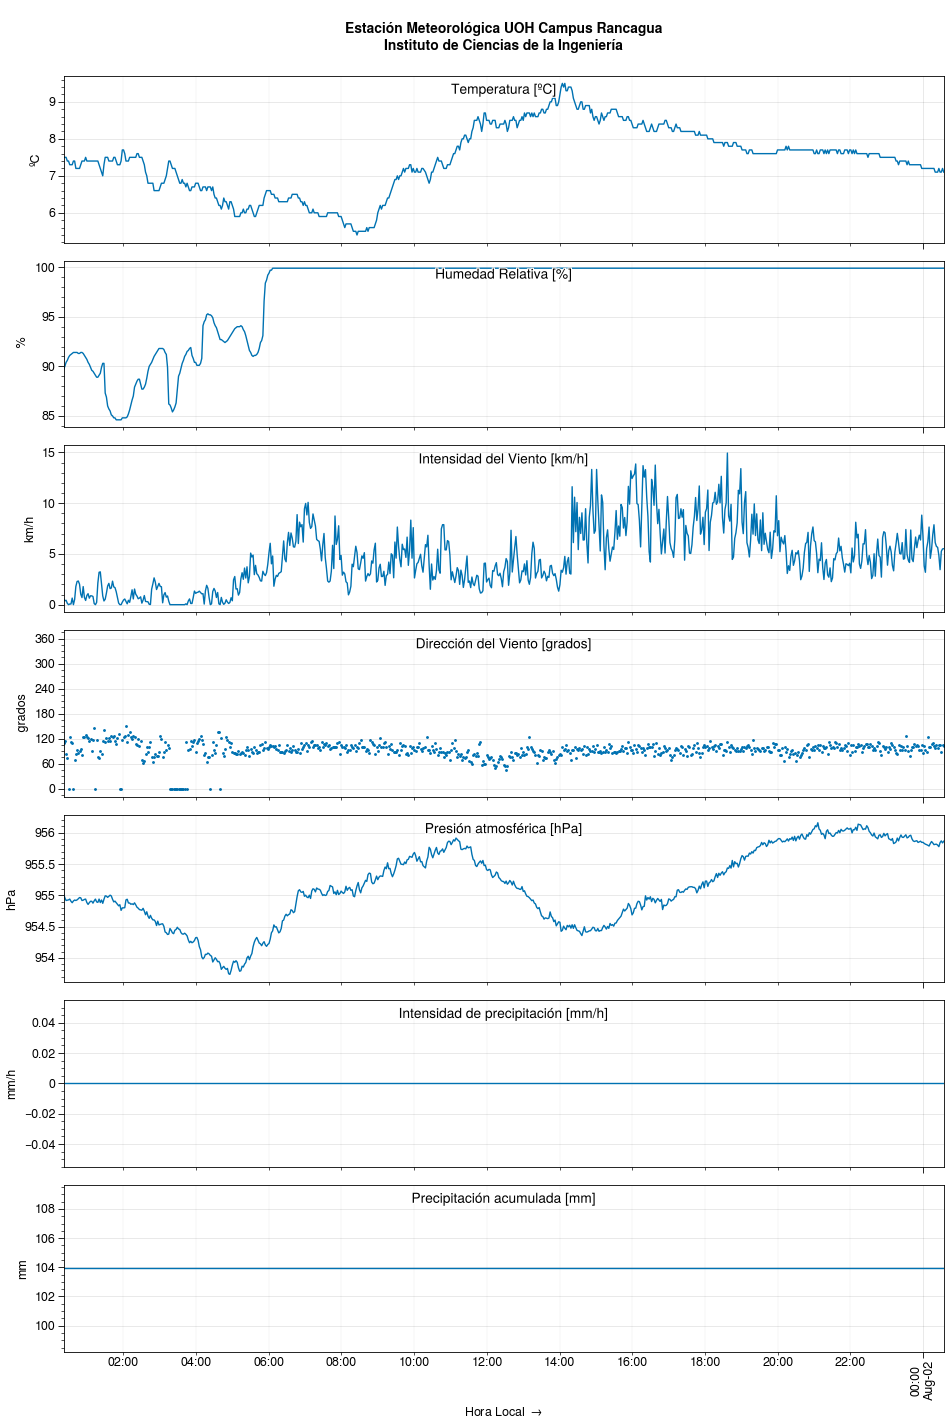 Estación Meteorológica UOH Campus Rancagua
Instituto de Ciencias de la Ingeniería
Temperatura [ºC]
ºC
9
8
7
6
Humedad Relativa [%]
%
100
95
90
85
Intensidad del Viento [km/h]
km/h
15
10
5
0
Dirección del Viento [grados]
grados
360
300
240
180
120
60
0
Presión atmosférica [hPa]
hPa
956
955.5
955
954.5
954
Intensidad de precipitación [mm/h]
mm/h
0.04
0.02
0
−0.02
−0.04
Precipitación acumulada [mm]
mm
108
106
104
102
100
02:00 04:00 06:00 08:00 10:00 12:00 14:00 16:00 18:00 20:00 22:00
00:00
Aug-02
Hora Local →